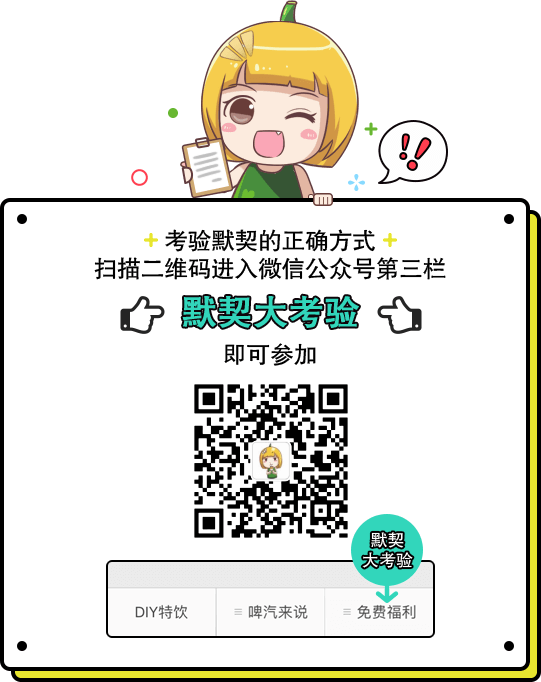 考验默契的正确方式
扫描二维码进入微信公众号第三栏
默契大考验
即可参加
默契
大考验
DIY特饮
啤汽来说
免费福利